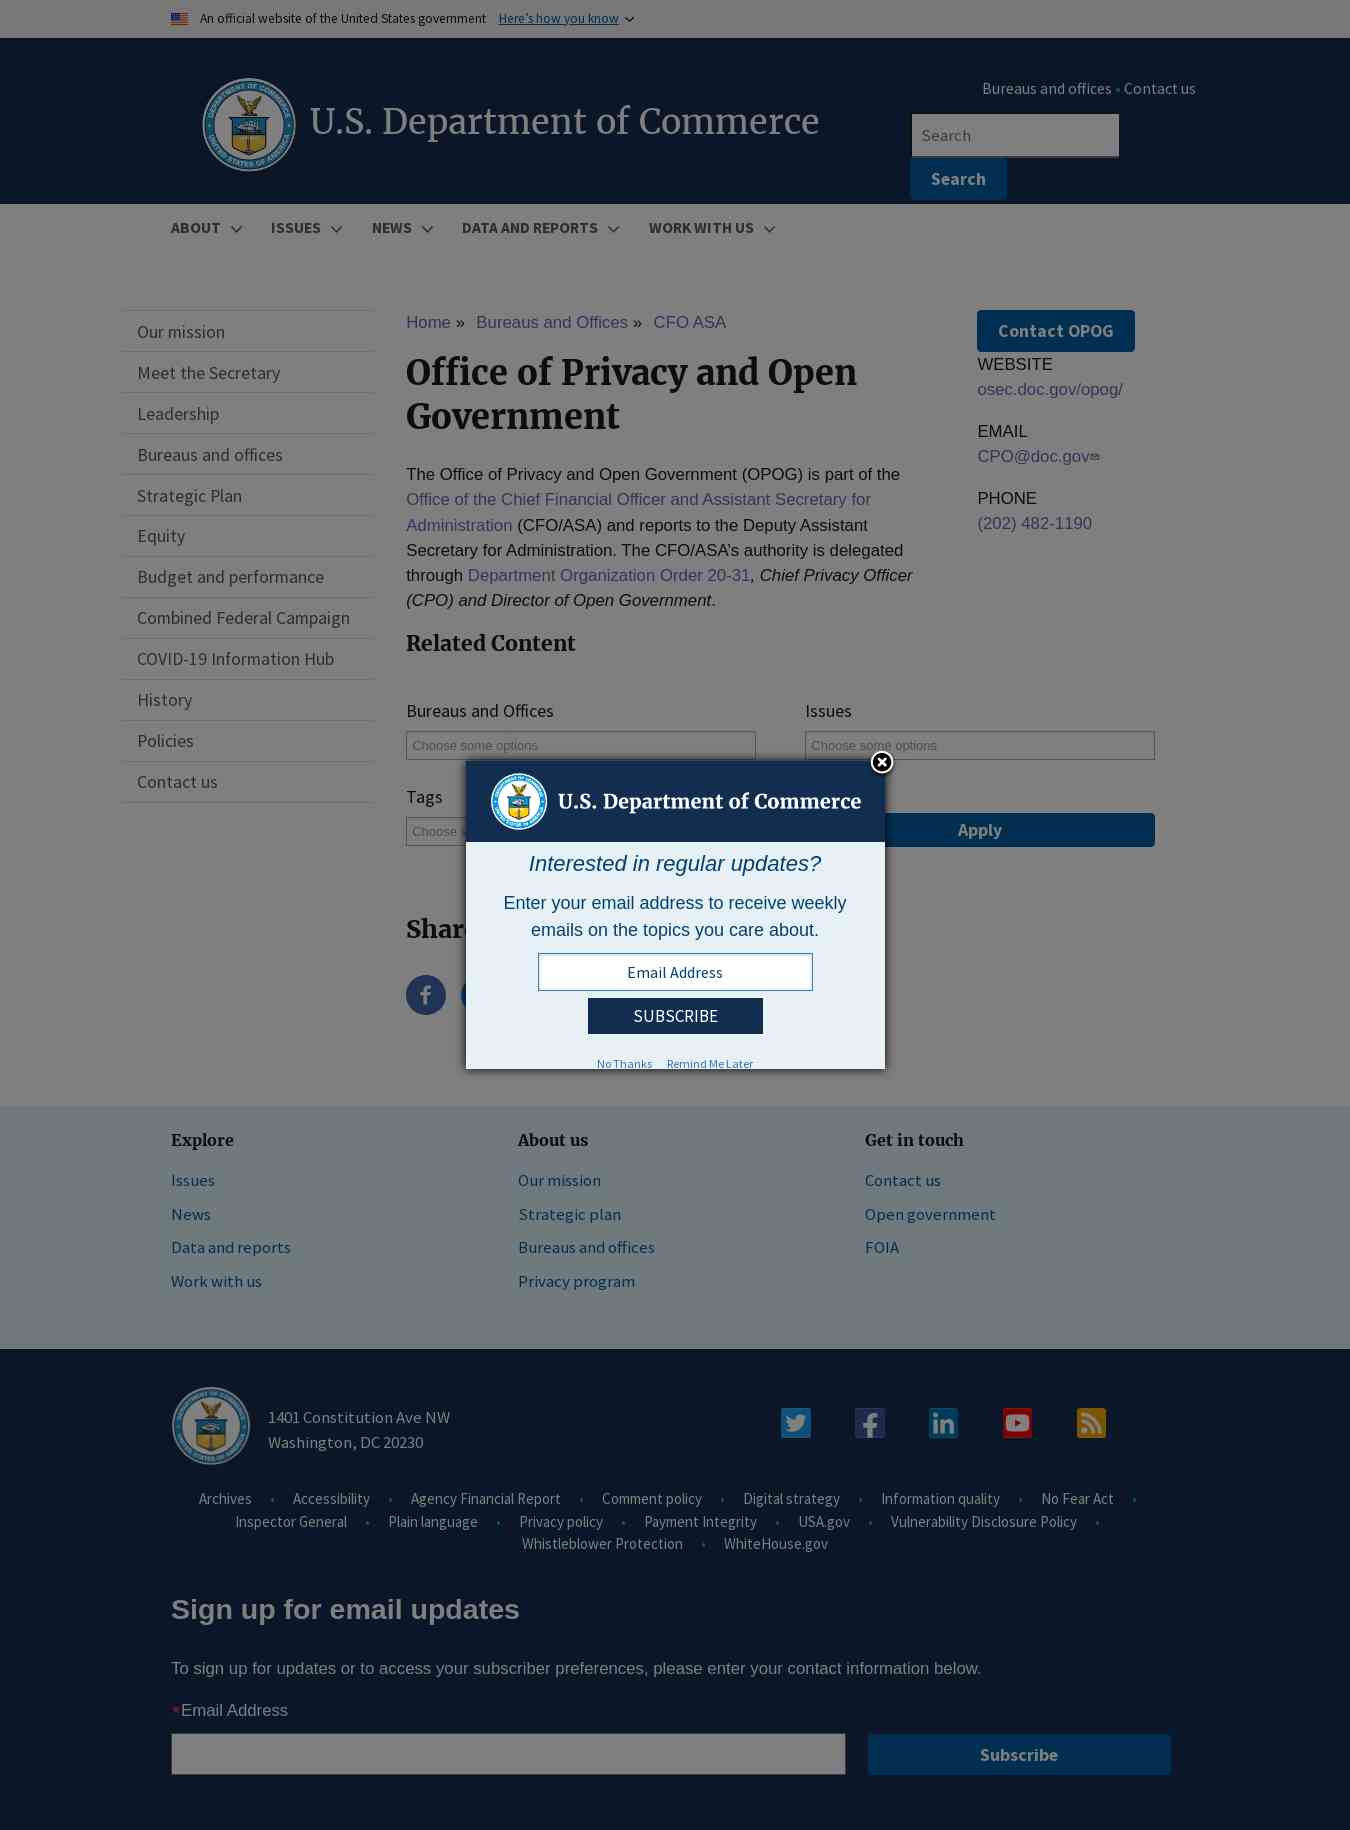 An official website of the United States government Here’s how you know
U.S. Department of Commerce
Bureaus and offices • Contact us
Search
Search
ABOUT ISSUES NEWS DATA AND REPORTS WORK WITH US
Our mission
Meet the Secretary
Leadership
Bureaus and offices
Strategic Plan
Equity
Budget and performance
Combined Federal Campaign
COVID-19 Information Hub
History
Policies
Contact us
Home » Bureaus and Offices » CFO ASA
Office of Privacy and Open
Government
The Office of Privacy and Open Government (OPOG) is part of the
Office of the Chief Financial Officer and Assistant Secretary for
Administration (CFO/ASA) and reports to the Deputy Assistant
Secretary for Administration. The CFO/ASA’s authority is delegated
through Department Organization Order 20-31, Chief Privacy Officer
(CPO) and Director of Open Government.
Contact OPOG
WEBSITE
osec.doc.gov/opog/
EMAIL
CPO@doc.gov
PHONE
(202) 482-1190
Related Content
Bureaus and Offices
Choose some options
Issues
Choose some options
Tags
Choose
Apply
U.S. Department of Commerce
Interested in regular updates?
Enter your email address to receive weekly
emails on the topics you care about.
Email Address
SUBSCRIBE
No Thanks Remind Me Later
Explore
Issues
News
Data and reports
Work with us
About us
Our mission
Strategic plan
Bureaus and offices
Privacy program
Get in touch
Contact us
Open government
FOIA
1401 Constitution Ave NW
Washington, DC 20230
Archives • Accessibility • Agency Financial Report • Comment policy • Digital strategy • Information quality • No Fear Act •
Inspector General • Plain language • Privacy policy • Payment Integrity • USA.gov • Vulnerability Disclosure Policy •
Whistleblower Protection • WhiteHouse.gov
Sign up for email updates
To sign up for updates or to access your subscriber preferences, please enter your contact information below.
*Email Address
Subscribe